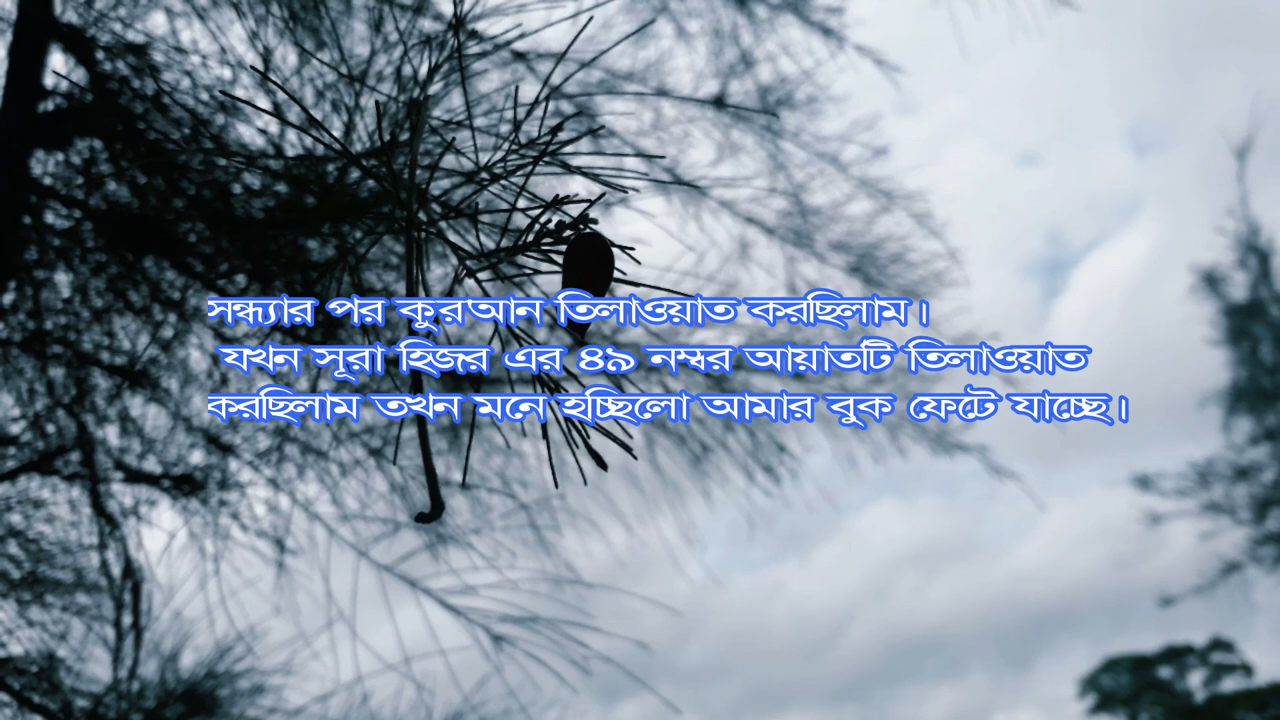 সন্ধ্যার পর কুরআন তিলাওয়াত করছিলাম।
যখন সূরা হিজর এর ৪৯ নম্বর আয়াতটি তিলাওয়াত
করছিলাম তখন মনে হচ্ছিলো আমার বুক ফেটে যাচ্ছে।